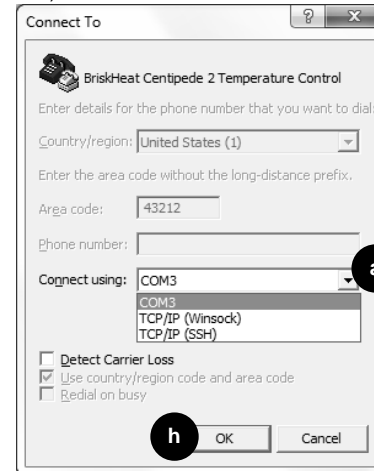 Connect To
BriskHeat Centipede 2 Temperature Control
Enter details for the phone number that you want to dial:
Country/region: United States (1)
Enter the area code without the long-distance prefix.
Area code: 43212
Phone number:
Connect using: COM3
a
COM3
TCP/IP (Winsock)
TCP/IP (SSH)
Detect Carrier Loss
Use country/region code and area code
Redial on busy
h OK Cancel